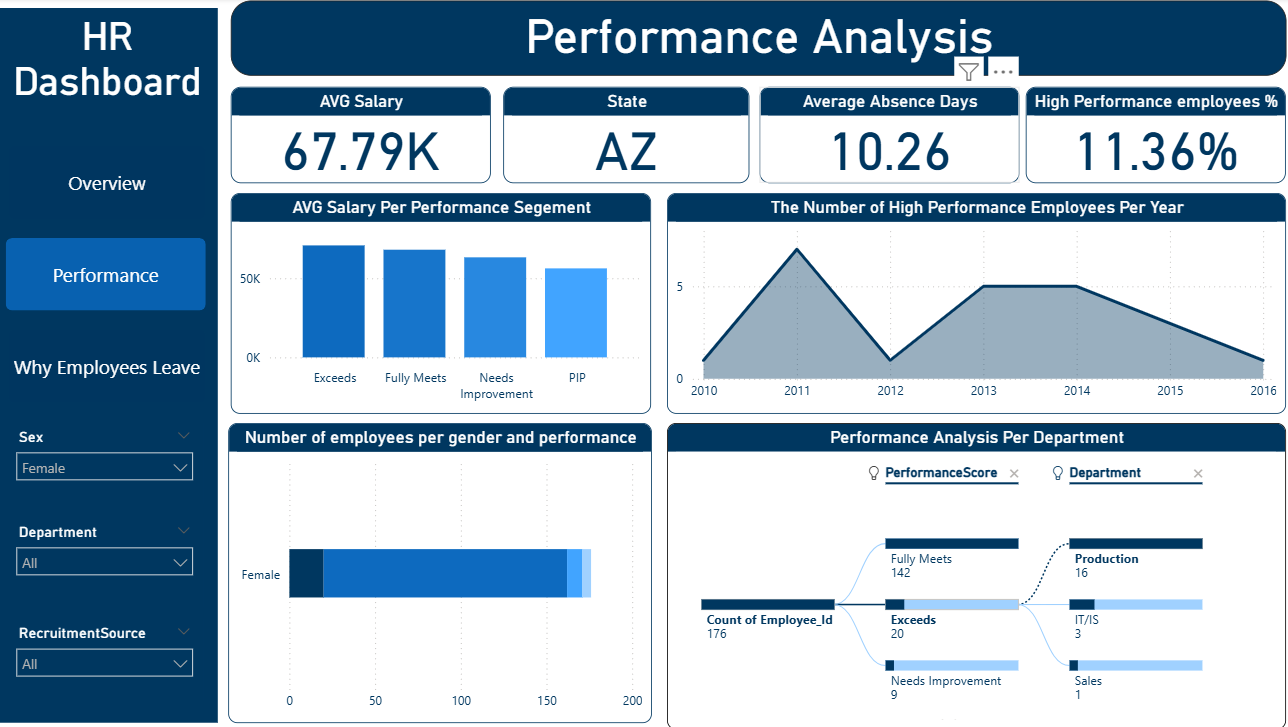 HR
Dashboard
Overview
Performance
Why Employees Leave
Sex
Female
Department
All
RecruitmentSource
All
Performance Analysis
AVG Salary
67.79K
State
AZ
Average Absence Days
10.26
High Performance employees %
11.36%
AVG Salary Per Performance Segement
50K
0K
Exceeds
Fully Meets
Needs
Improvement
PIP
The Number of High Performance Employees Per Year
5
0
2010
2011
2012
2013
2014
2015
2016
Number of employees per gender and performance
Female
0
50
100
150
200
Performance Analysis Per Department
PerformanceScore
Department
Count of Employee_Id
176
Fully Meets
142
Exceeds
20
Needs Improvement
9
Production
16
IT/IS
3
Sales
1